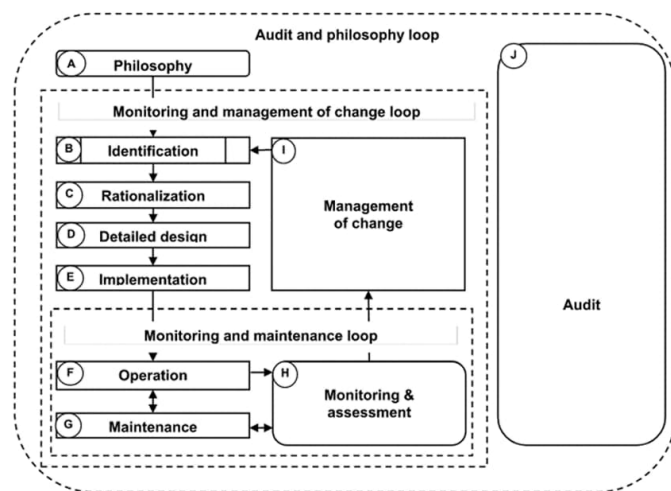 Audit and philosophy loop
A
Philosophy
J
Monitoring and management of change loop
B
Identification
I
C
Rationalization
Management
of change
D
Detailed design
E
Implementation
Audit
Monitoring and maintenance loop
F
Operation
H
Monitoring &
assessment
G
Maintenance